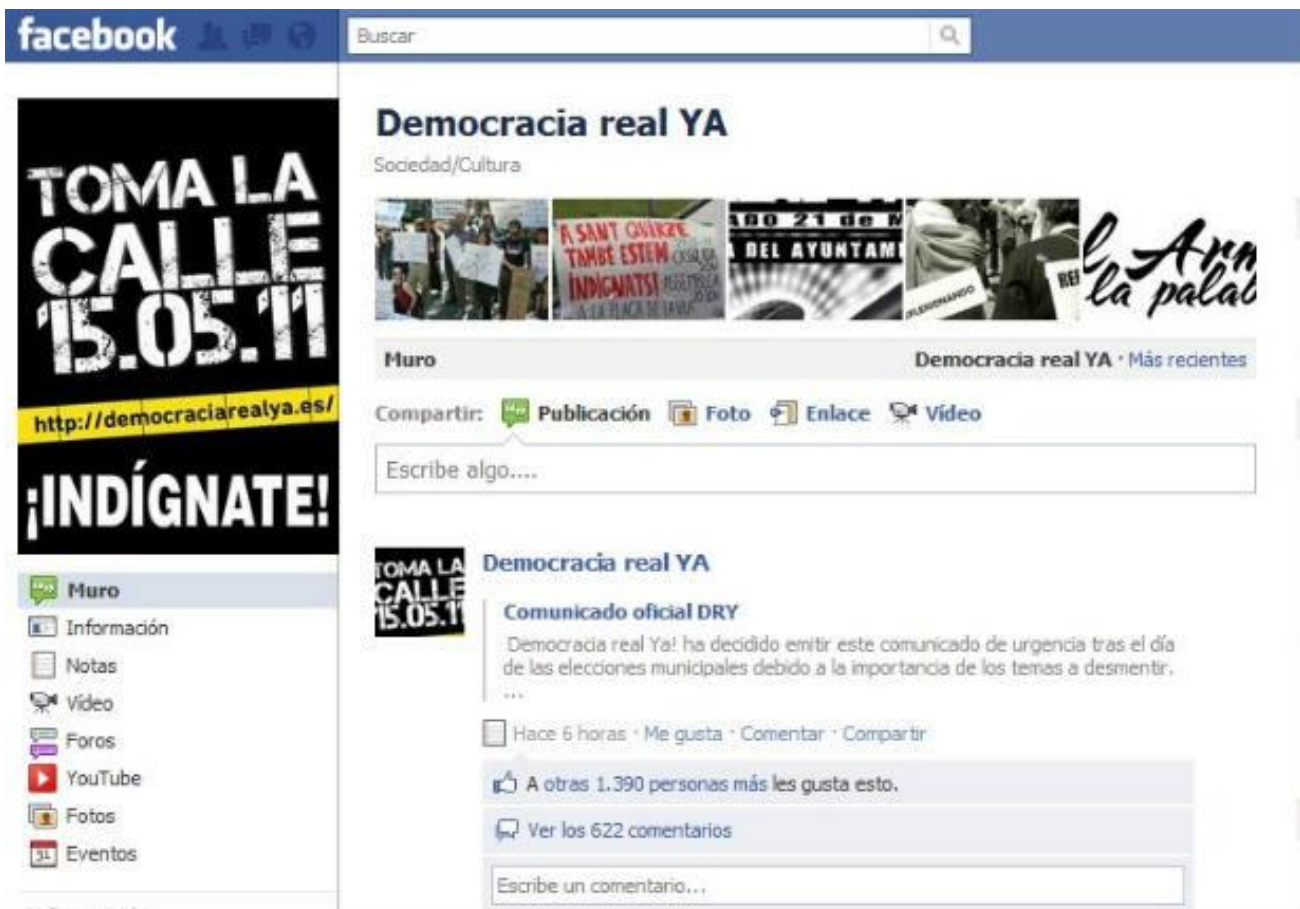 facebook
Buscar
TOMA LA
CALLE
15.05.11
http://democraciarealya.es/
¡INDÍGNATE!
Muro
Información
Notas
Vídeo
Foros
YouTube
Fotos
Eventos
Democracia real YA
Sociedad/Cultura
A SANT QUIRZE
TAMBÉ ESTEM
INDIGNATS!
21 de M
DEL AYUNTAM
la palab
Muro
Democracia real YA · Más recientes
Compartir: Publicación Foto Enlace Vídeo
Escribe algo....
TOMA LA
CALLE
15.05.11
Democracia real YA
Comunicado oficial DRY
Democracia real Ya! ha decidido emitir este comunicado de urgencia tras el día
de las elecciones municipales debido a la importancia de los temas a desmentir.
...
Hace 6 horas · Me gusta · Comentar · Compartir
A otras 1.390 personas más les gusta esto.
Ver los 622 comentarios
Escribe un comentario...